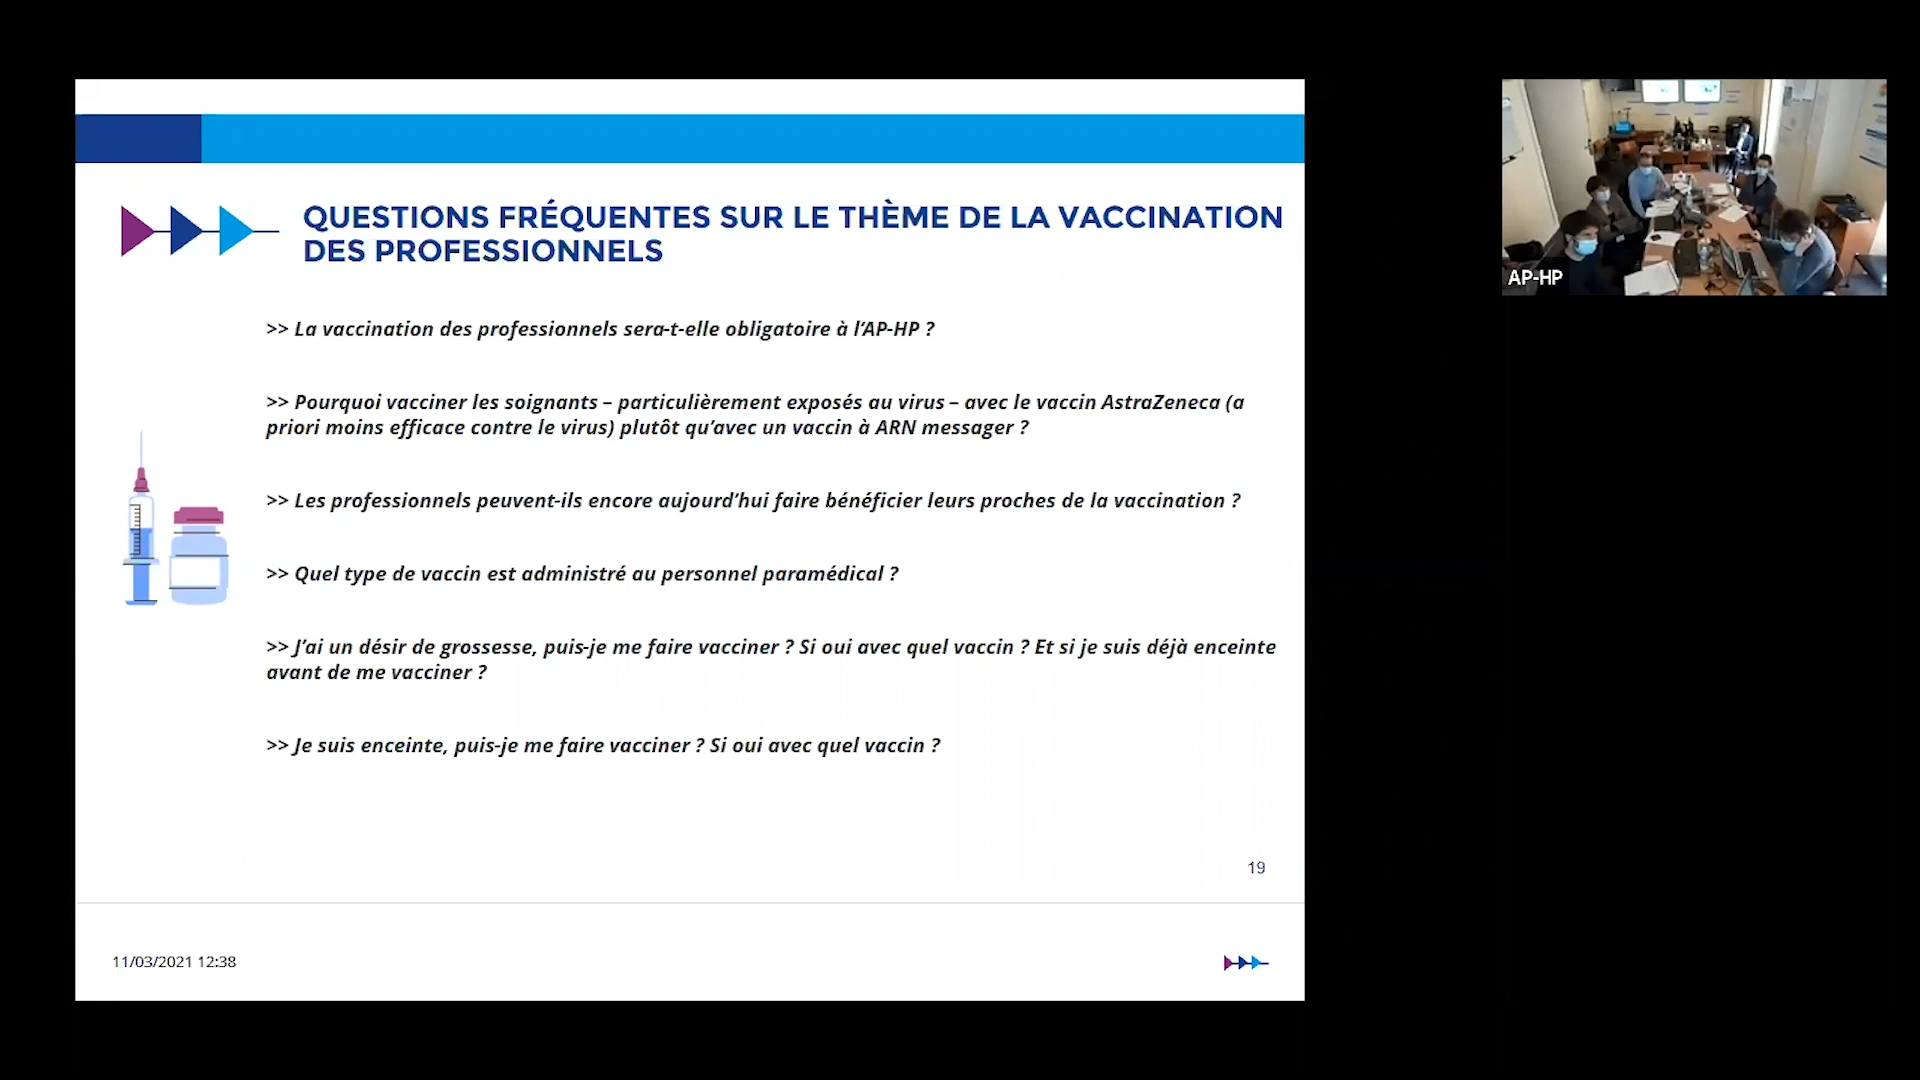 QUESTIONS FRÉQUENTES SUR LE THÈME DE LA VACCINATION
DES PROFESSIONNELS
>> La vaccination des professionnels sera-t-elle obligatoire à l'AP-HP ?
>> Pourquoi vacciner les soignants – particulièrement exposés au virus – avec le vaccin AstraZeneca (a
priori moins efficace contre le virus) plutôt qu'avec un vaccin à ARN messager ?
>> Les professionnels peuvent-ils encore aujourd'hui faire bénéficier leurs proches de la vaccination ?
>> Quel type de vaccin est administré au personnel paramédical ?
>> J'ai un désir de grossesse, puis-je me faire vacciner ? Si oui avec quel vaccin ? Et si je suis déjà enceinte
avant de me vacciner ?
>> Je suis enceinte, puis-je me faire vacciner ? Si oui avec quel vaccin ?
19
11/03/2021 12:38
AP-HP